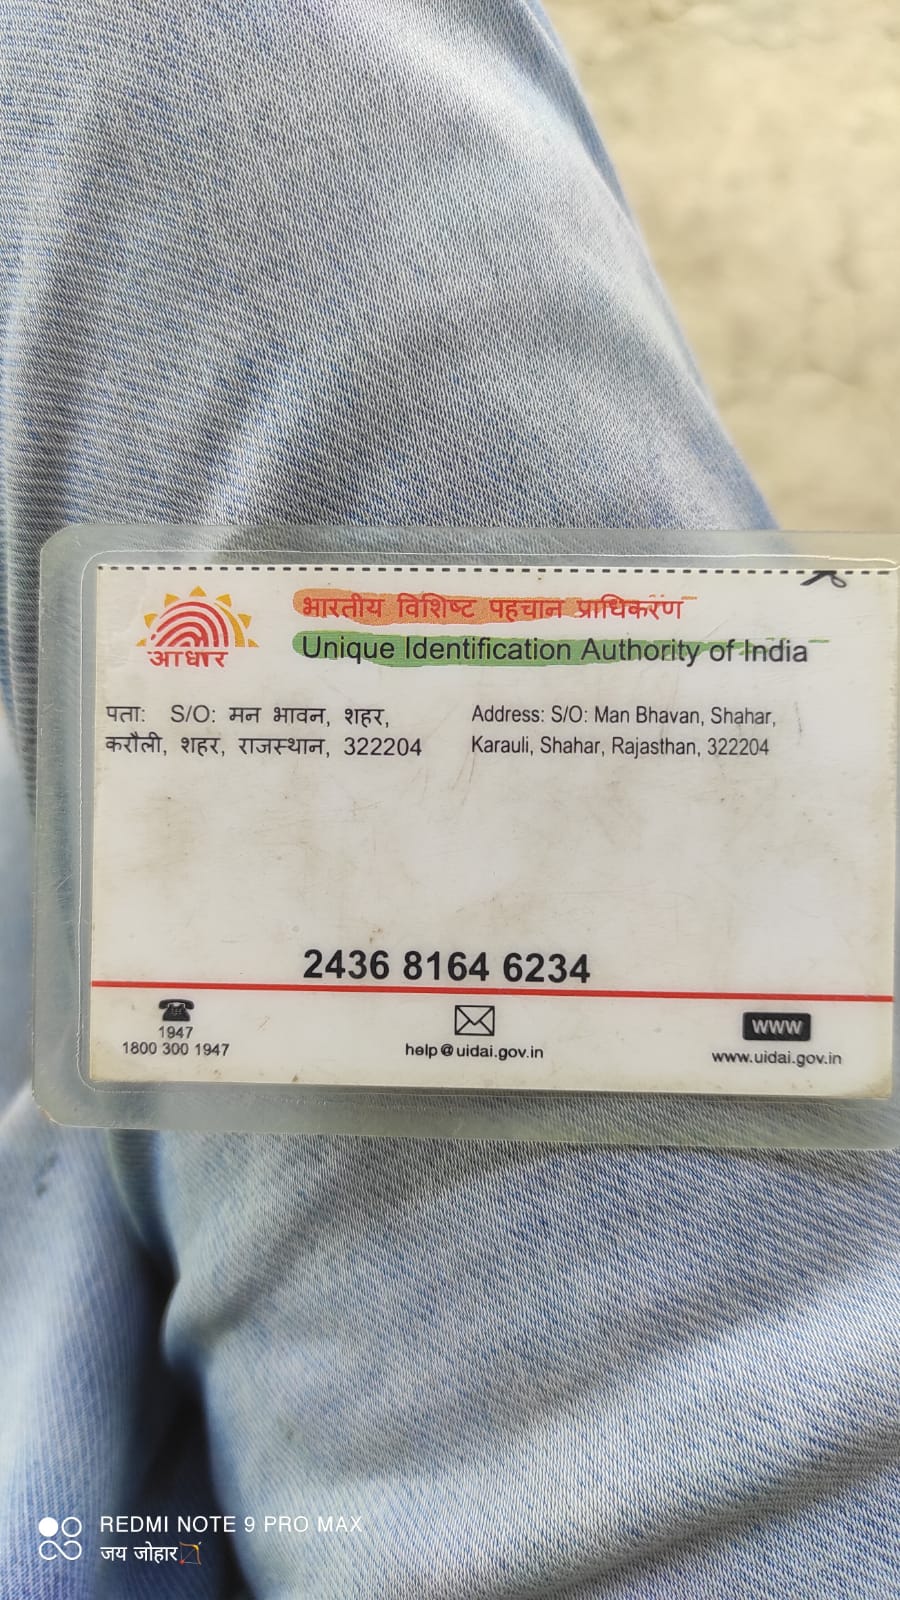 भारतीय विशिष्ट पहचान प्राधिकरण
Unique Identification Authority of India
आधार
पता: S/O: मन भावन, शहर,
करौली, शहर, राजस्थान, 322204
Address: S/O: Man Bhavan, Shahar,
Karauli, Shahar, Rajasthan, 322204
2436 8164 6234
1947
1800 300 1947
help@uidai.gov.in
WWW
www.uidai.gov.in
REDMI NOTE 9 PRO MAX
जय जोहार🏹